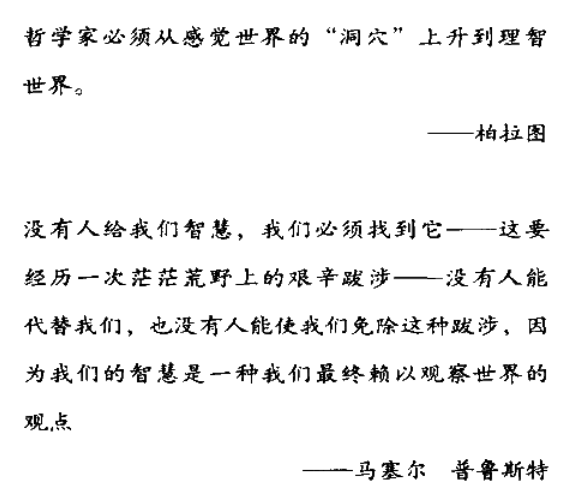 哲学家必须从感觉世界的“洞穴”上升到理智
世界。
——柏拉图
没有人给我们智慧，我们必须找到它——这要
经历一次茫茫荒野上的艰辛跋涉——没有人能
代替我们，也没有人能使我们免除这种跋涉，因
为我们的智慧是一种我们最终赖以观察世界的
观点
——马塞尔 普鲁斯特